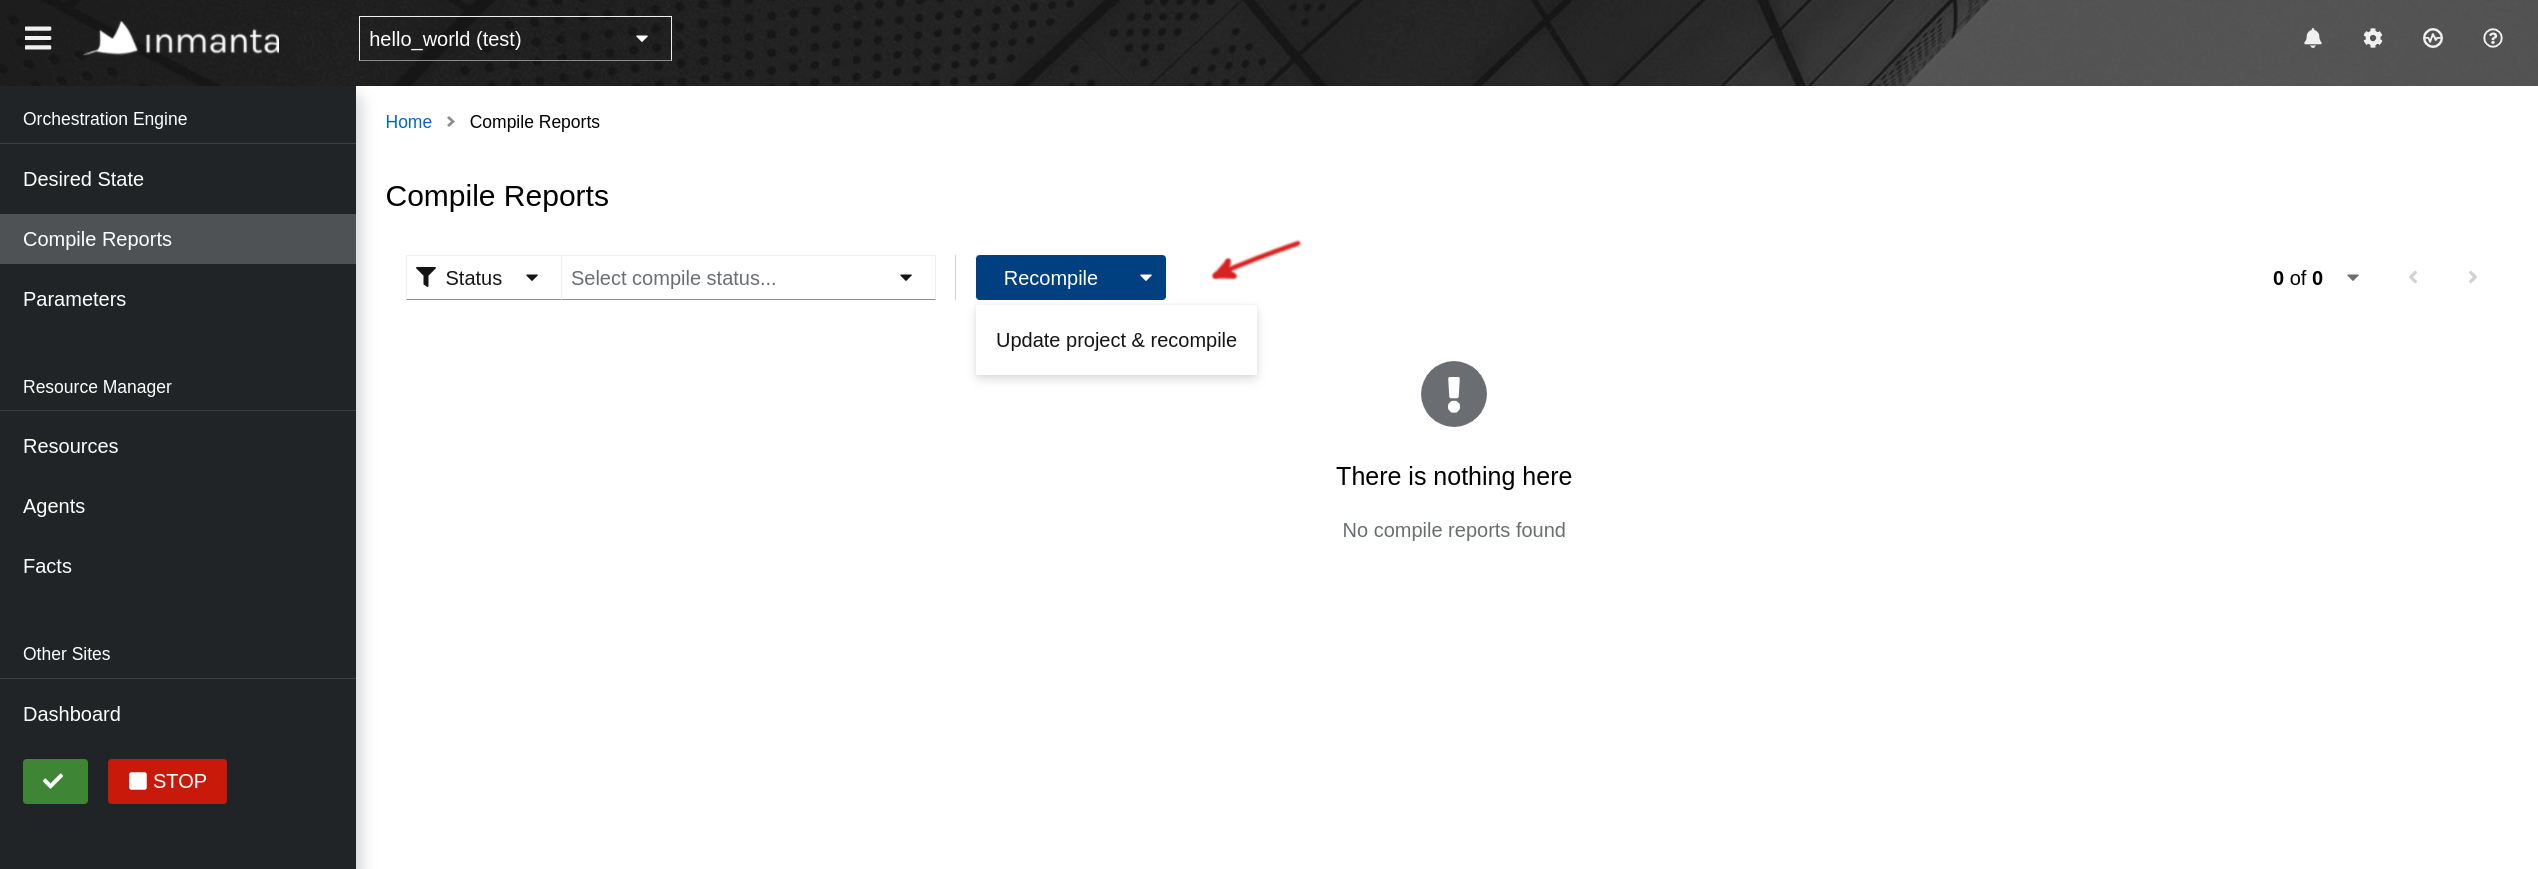 inmanta
hello_world (test)
Orchestration Engine
Desired State
Compile Reports
Parameters
Resource Manager
Resources
Agents
Facts
Other Sites
Dashboard
STOP
Home > Compile Reports
Compile Reports
Status
Select compile status...
Recompile
Update project & recompile
0 of 0
There is nothing here
No compile reports found